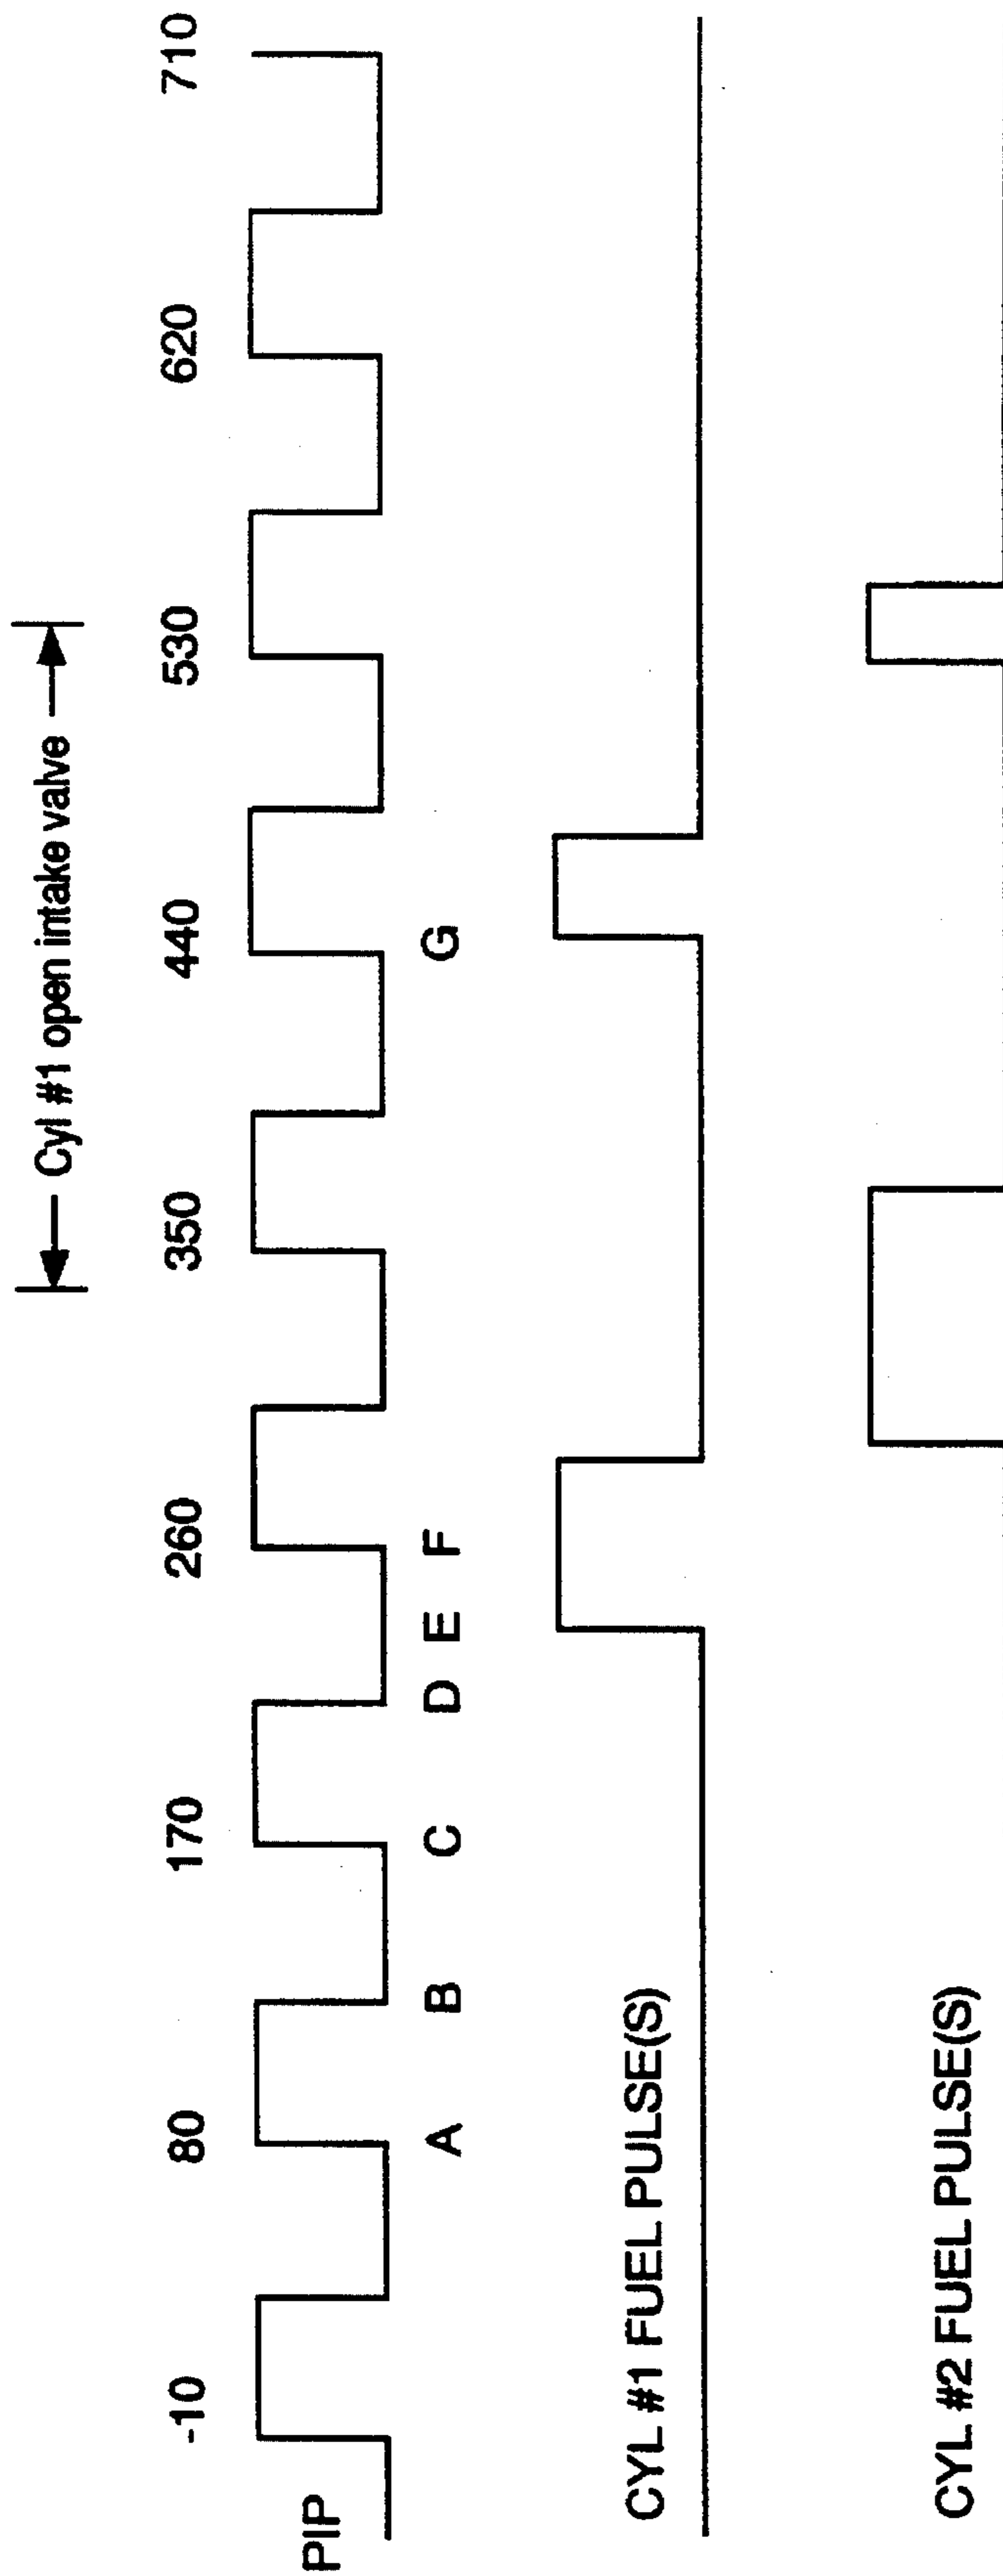 Cyl #1 open intake valve
-10 80 170 260 350 440 530 620 710
PIP
A B C D E F G
CYL #1 FUEL PULSE(S)
CYL #2 FUEL PULSE(S)